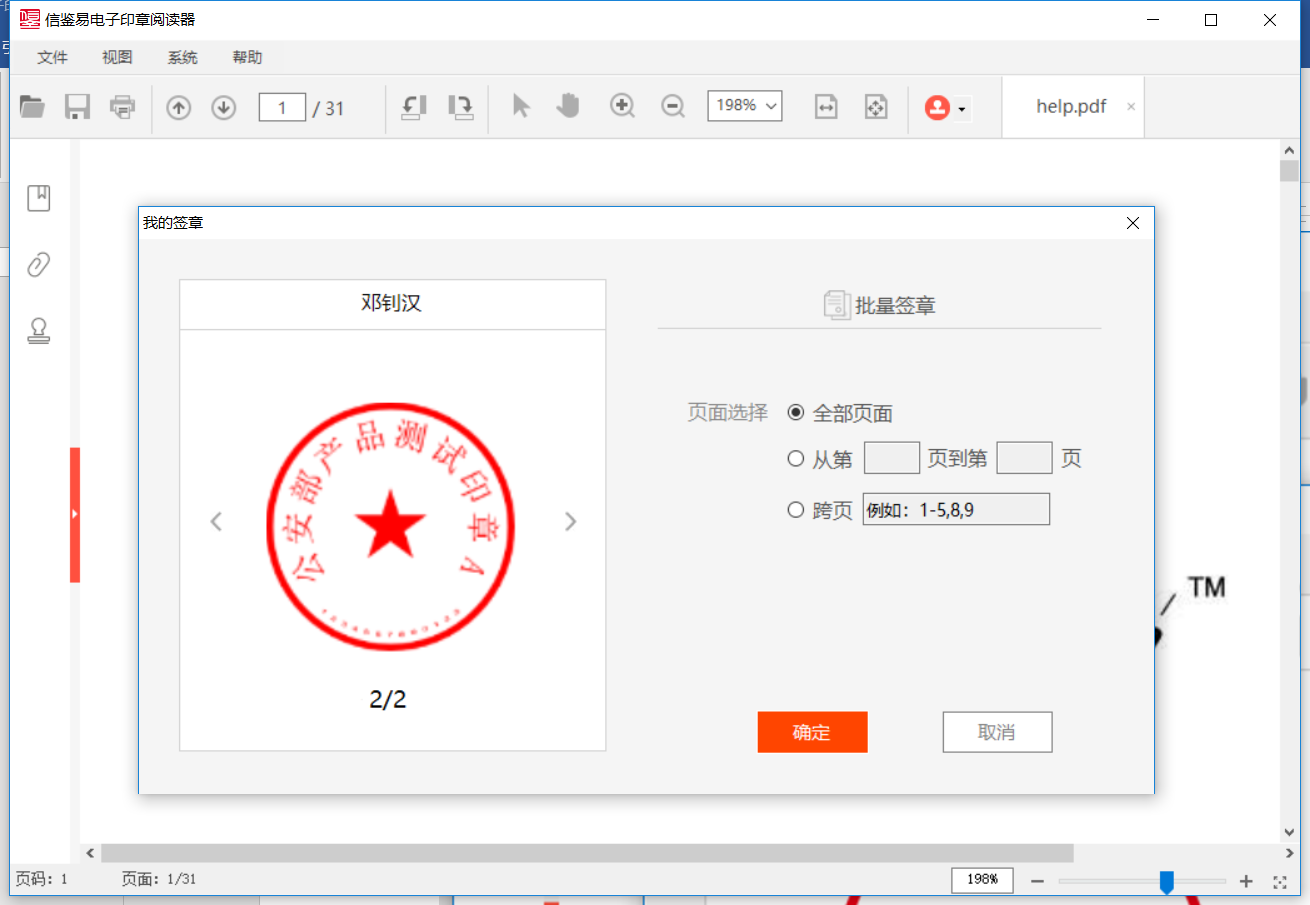 信鉴易电子印章阅读器
文件 视图 系统 帮助
1 / 31 198% help.pdf
我的签章
邓钊汉
批量签章
公安部产品测试印章A
2/2
页面选择 全部页面
从第 页到第 页
跨页 例如：1-5,8,9
确定 取消
TM
页码：1 页面：1/31 198%